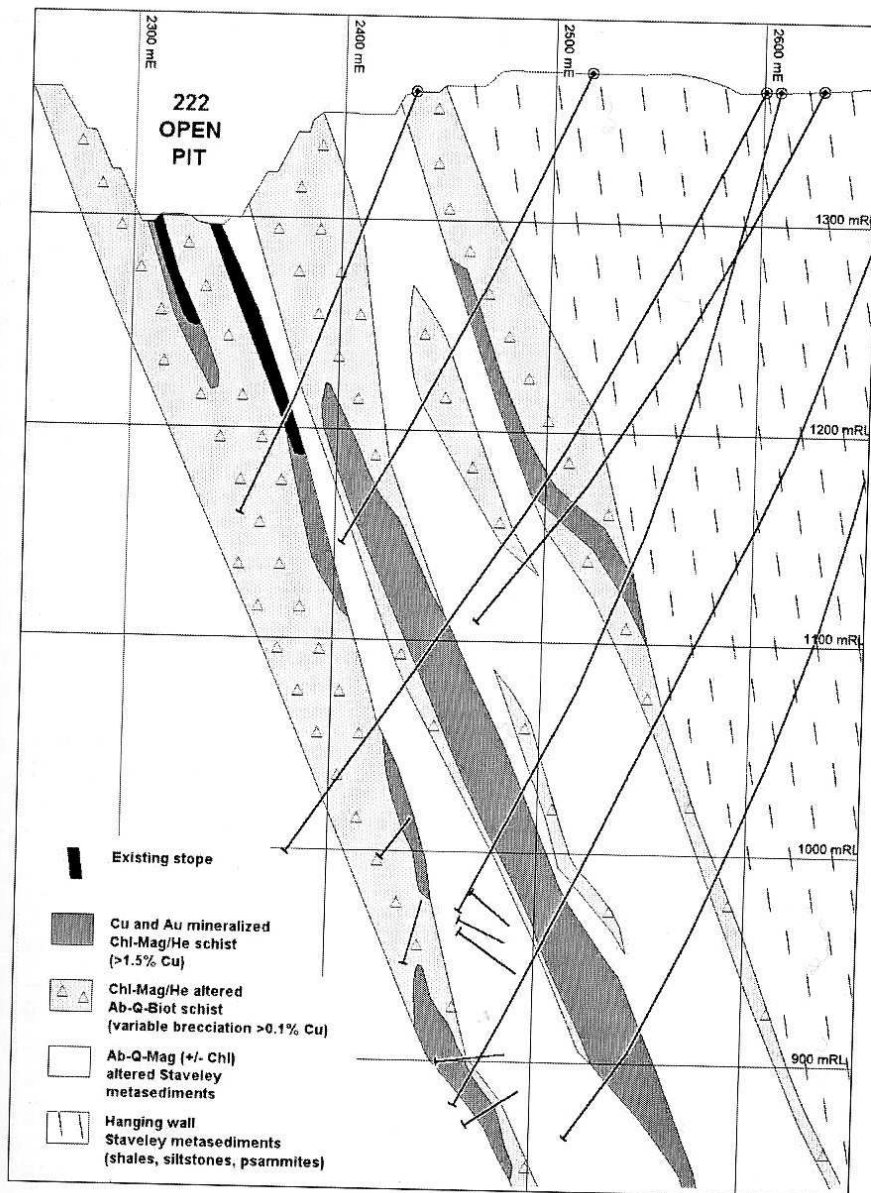 2300 mE
2400 mE
2500 mE
2600 mE
222
OPEN
PIT
1300 mRL
1200 mRL
1100 mRL
1000 mRL
900 mRL
Existing stope
Cu and Au mineralized
Chl-Mag/He schist
(>1.5% Cu)
Chl-Mag/He altered
Ab-Q-Biot schist
(variable brecciation >0.1% Cu)
Ab-Q-Mag (+/- Chl)
altered Staveley
metasediments
Hanging wall
Staveley metasediments
(shales, siltstones, psammites)